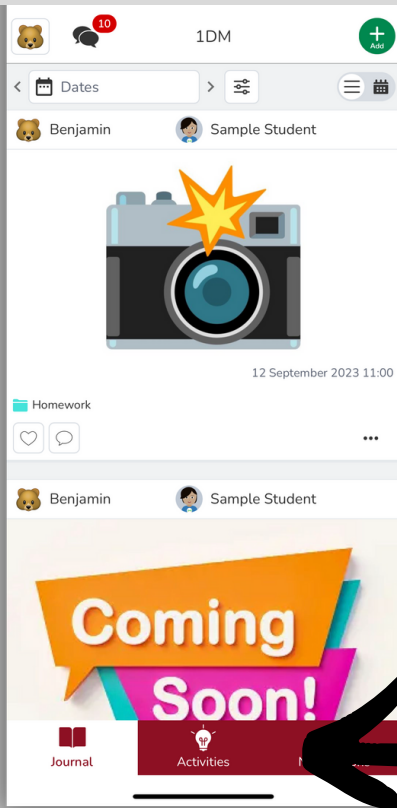 10
1DM
Add
Dates
Benjamin Sample Student
12 September 2023 11:00
Homework
Benjamin Sample Student
Coming
Soon!
Journal Activities